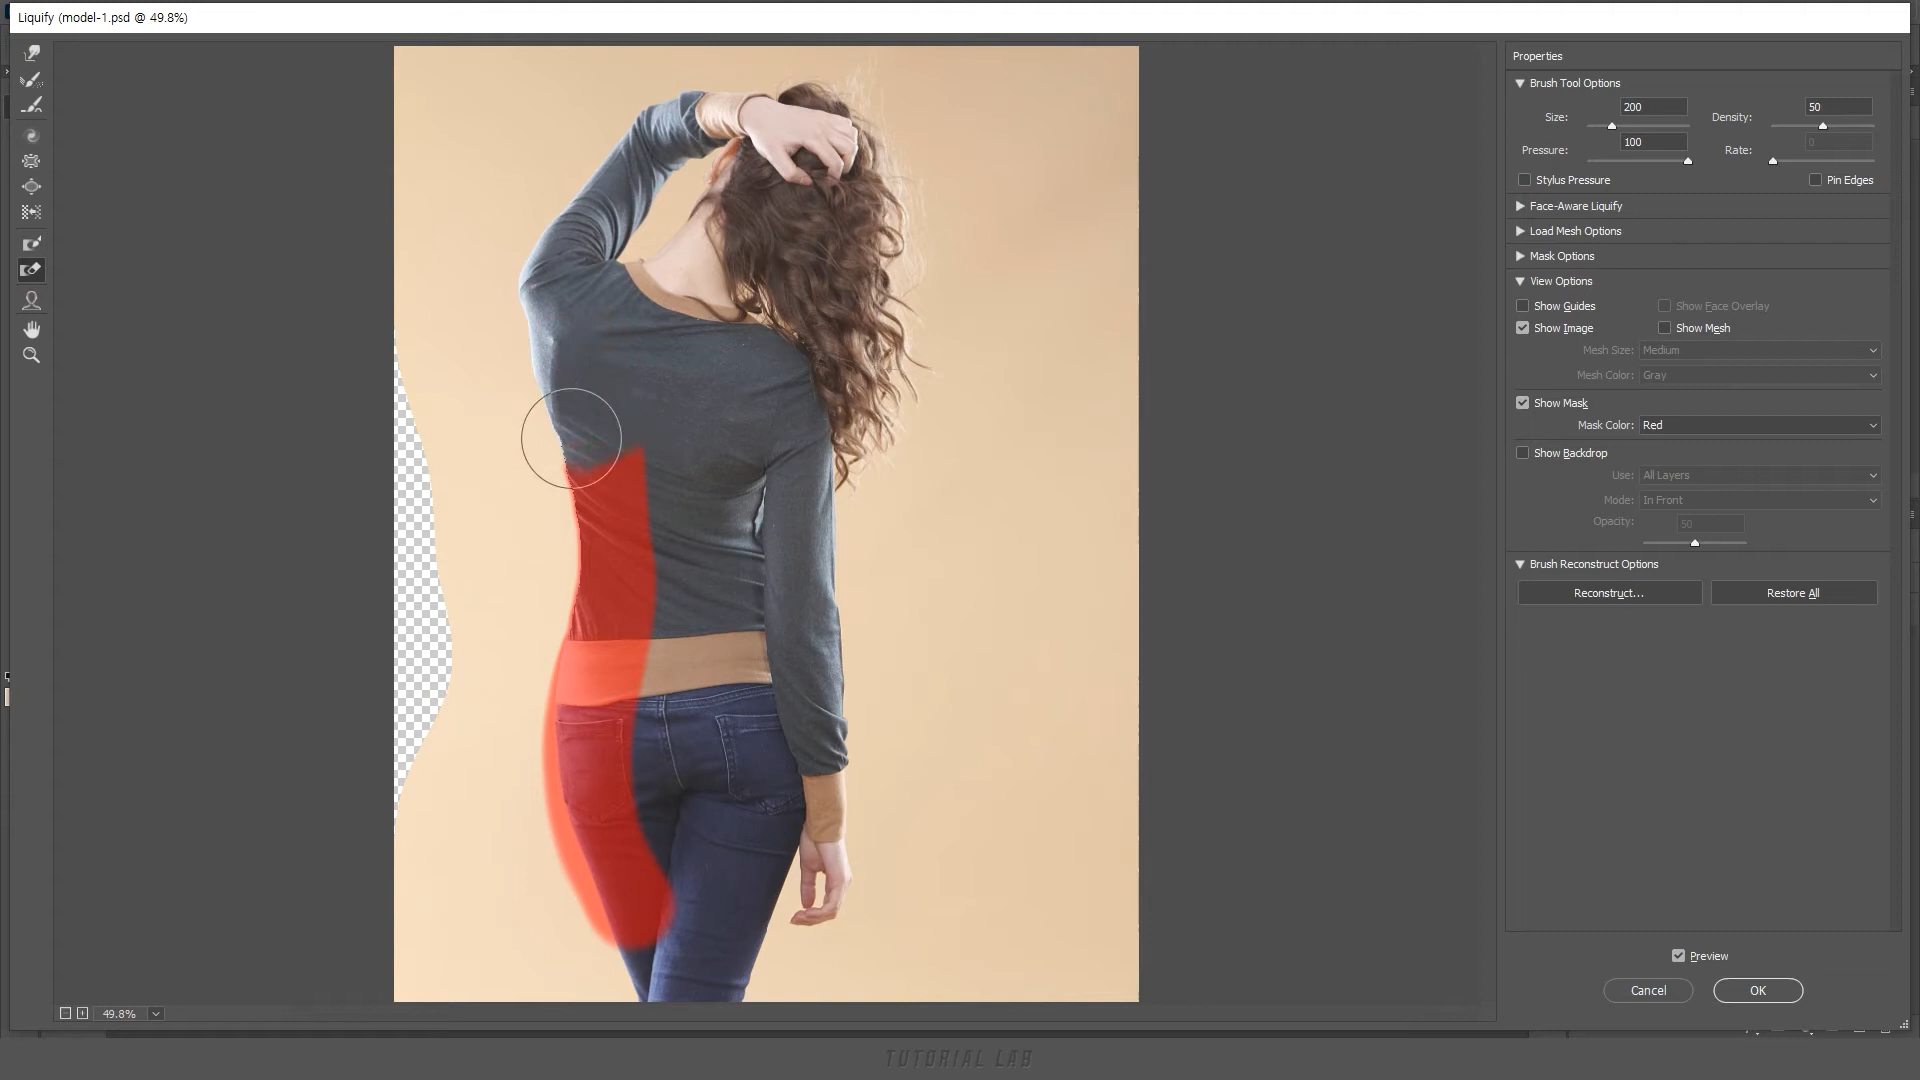 Liquify (model-1.psd @ 49.8%)
Properties
Brush Tool Options
Size: 200 Density: 50
Pressure: 100 Rate: 0
Stylus Pressure Pin Edges
Face-Aware Liquify
Load Mesh Options
Mask Options
View Options
Show Guides Show Face Overlay
Show Image Show Mesh
Mesh Size: Medium
Mesh Color: Gray
Show Mask
Mask Color: Red
Show Backdrop
Use: All Layers
Mode: In Front
Opacity: 50
Brush Reconstruct Options
Reconstruct... Restore All
Preview
Cancel OK
49.8%
TUTORIAL LAB